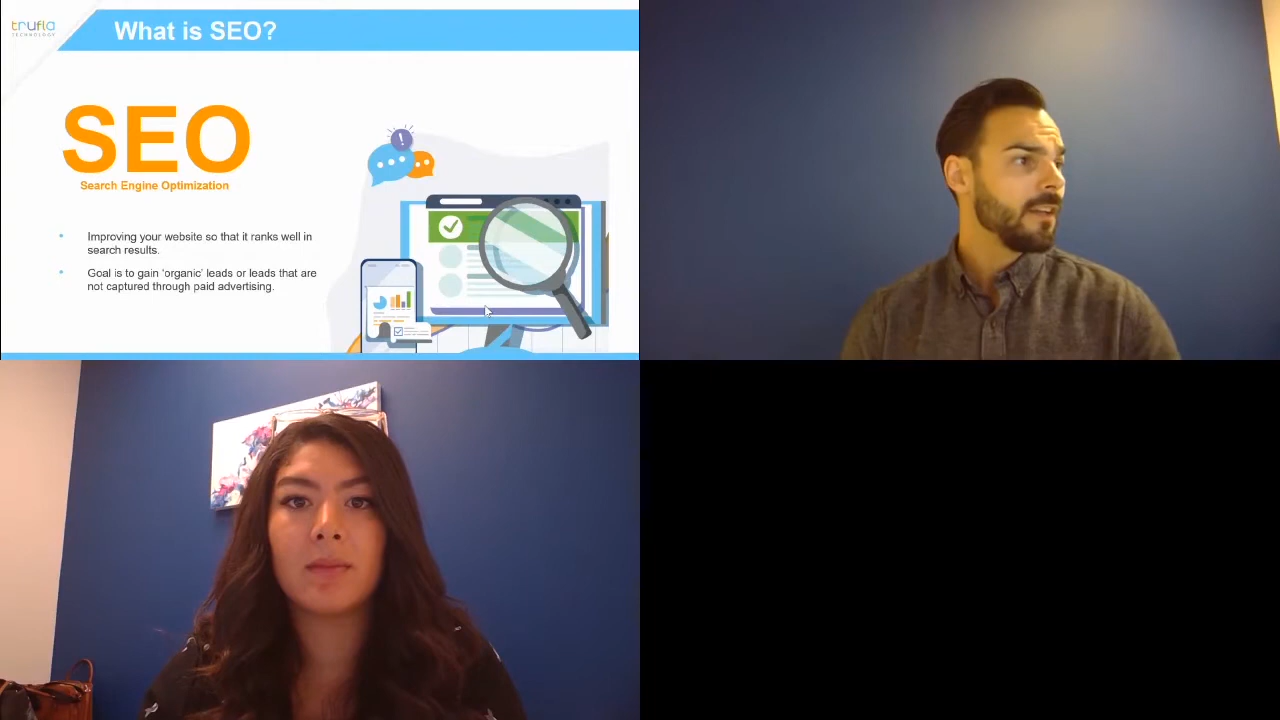 trufla
TECHNOLOGY
What is SEO?
SEO
Search Engine Optimization
Improving your website so that it ranks well in
search results.
Goal is to gain 'organic' leads or leads that are
not captured through paid advertising.